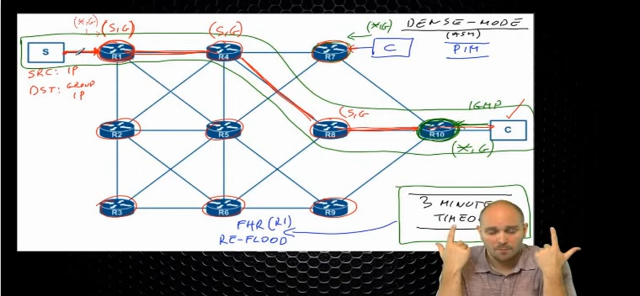 (*,G)
(S,G)
(S,G)
(*,G)
DENSE-MODE
(ASM)
PIM
C
S
R1
R4
R7
SRC: IP
DST: GROUP
IP
(S,G
IGMP
C
R2
R5
R8
R10
(*,G)
R3
R6
R9
3 MINUTE
FHR (R1)
RE-FLOOD